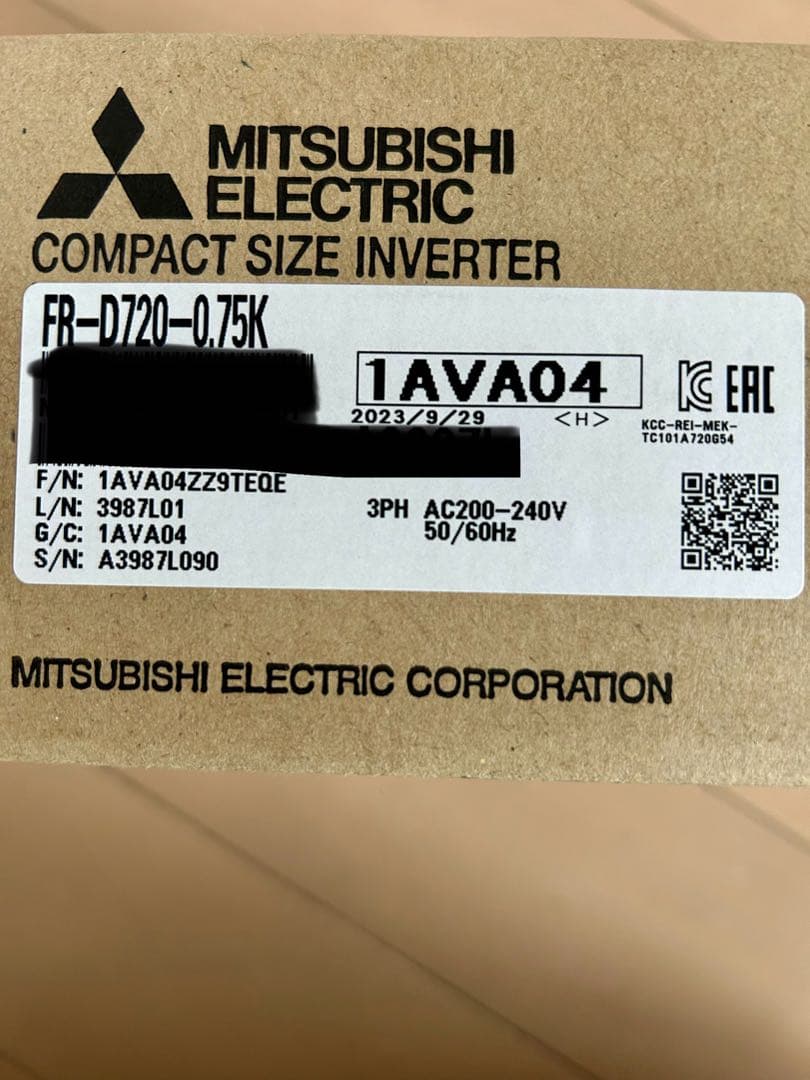 MITSUBISHI
ELECTRIC
COMPACT SIZE INVERTER
FR-D720-0.75K
1AVA04
2023/9/29 <H>
EAC
KCC-REI-MEK-
TC101A720G54
F/N: 1AVA04ZZ9TEQE
L/N: 3987L01
G/C: 1AVA04
S/N: A3987L090
3PH AC200-240V
50/60Hz
MITSUBISHI ELECTRIC CORPORATION